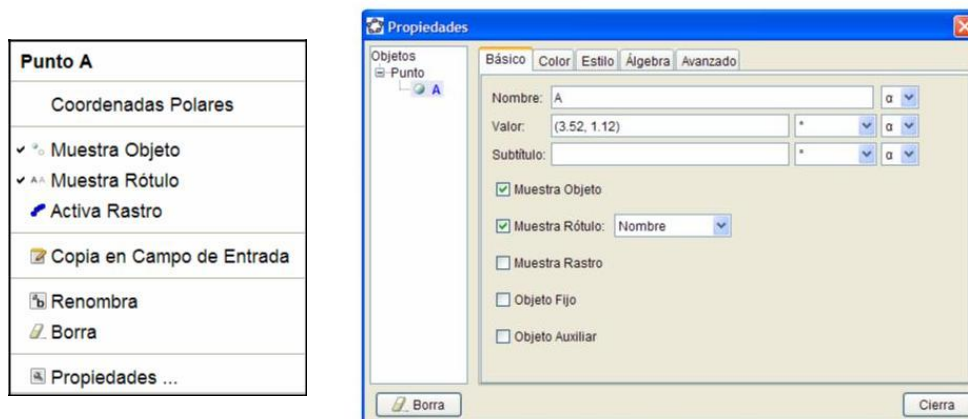 Punto A
Coordenadas Polares
Muestra Objeto
Muestra Rótulo
Activa Rastro
Copia en Campo de Entrada
Renombra
Borra
Propiedades ...
Propiedades
Objetos
Punto
A
Básico Color Estilo Álgebra Avanzado
Nombre: A α
Valor: (3.52, 1.12) * α
Subtítulo: * α
Muestra Objeto
Muestra Rótulo: Nombre
Muestra Rastro
Objeto Fijo
Objeto Auxiliar
Borra Cierra